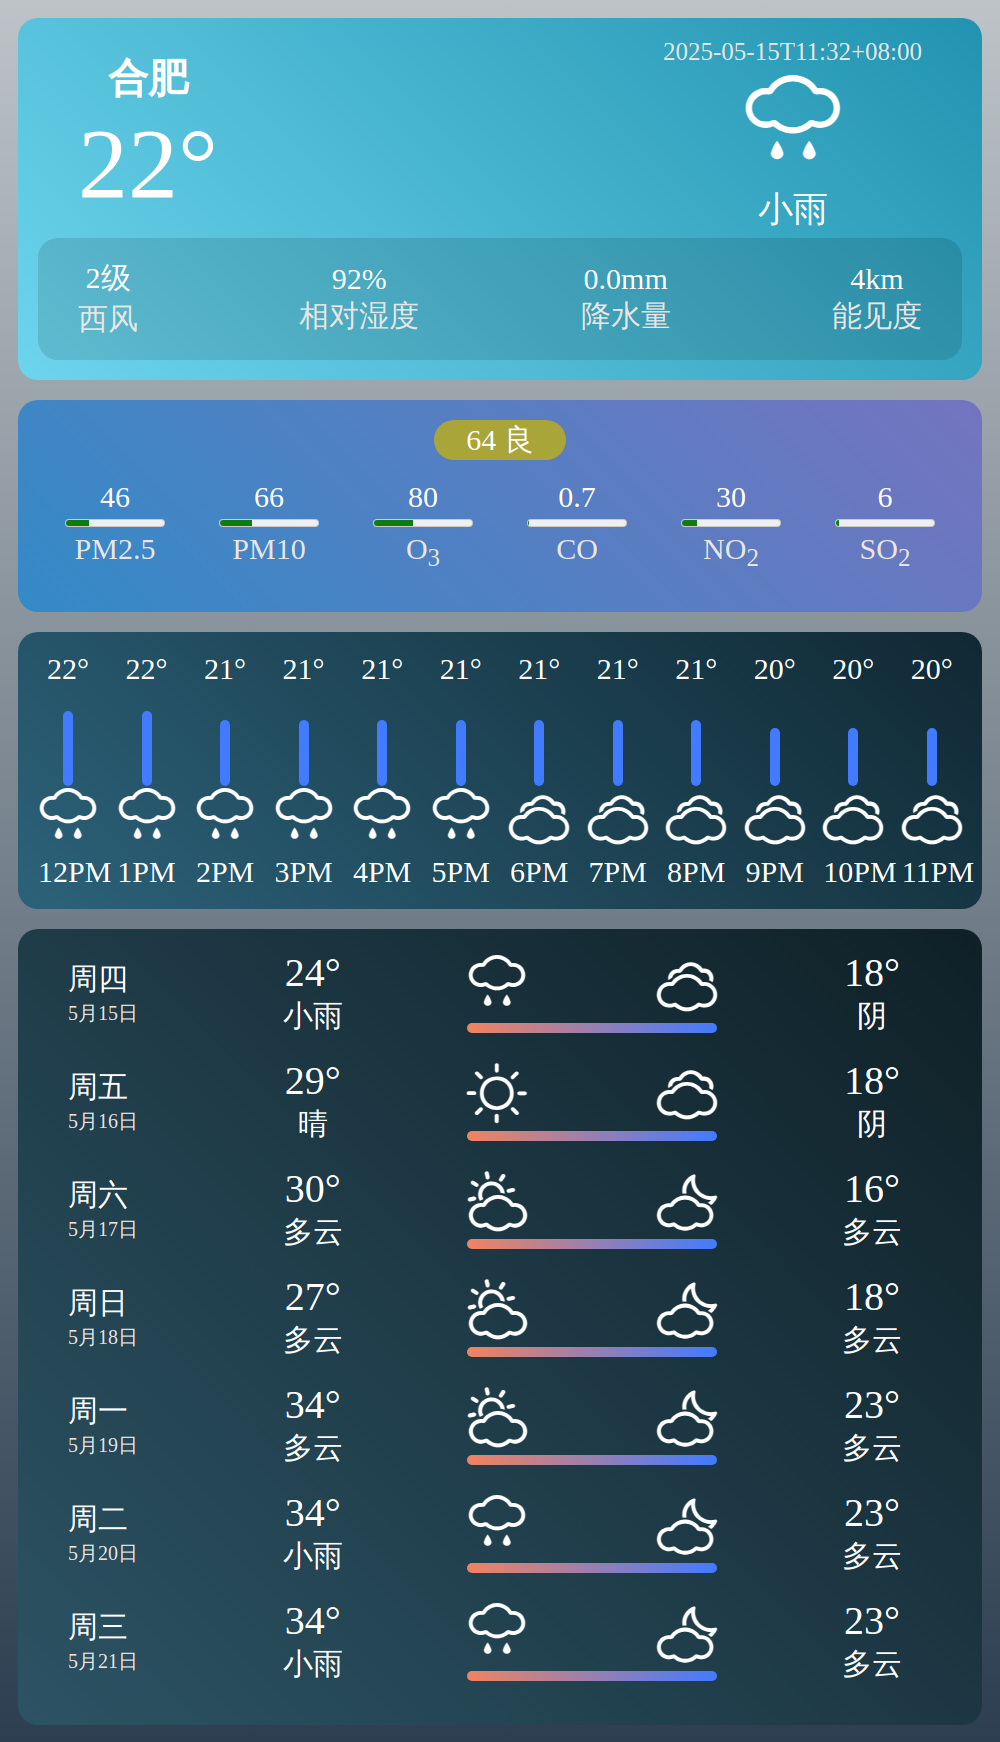 合肥
22°
2025-05-15T11:32+08:00
小雨
2级 92% 0.0mm 4km
西风 相对湿度 降水量 能见度
64 良
46 66 80 0.7 30 6
PM2.5 PM10 O3 CO NO2 SO2
22° 22° 21° 21° 21° 21° 21° 21° 21° 20° 20° 20°
12PM 1PM 2PM 3PM 4PM 5PM 6PM 7PM 8PM 9PM 10PM 11PM
周四 24° 18°
5月15日 小雨 阴
周五 29° 18°
5月16日 晴 阴
周六 30° 16°
5月17日 多云 多云
周日 27° 18°
5月18日 多云 多云
周一 34° 23°
5月19日 多云 多云
周二 34° 23°
5月20日 小雨 多云
周三 34° 23°
5月21日 小雨 多云